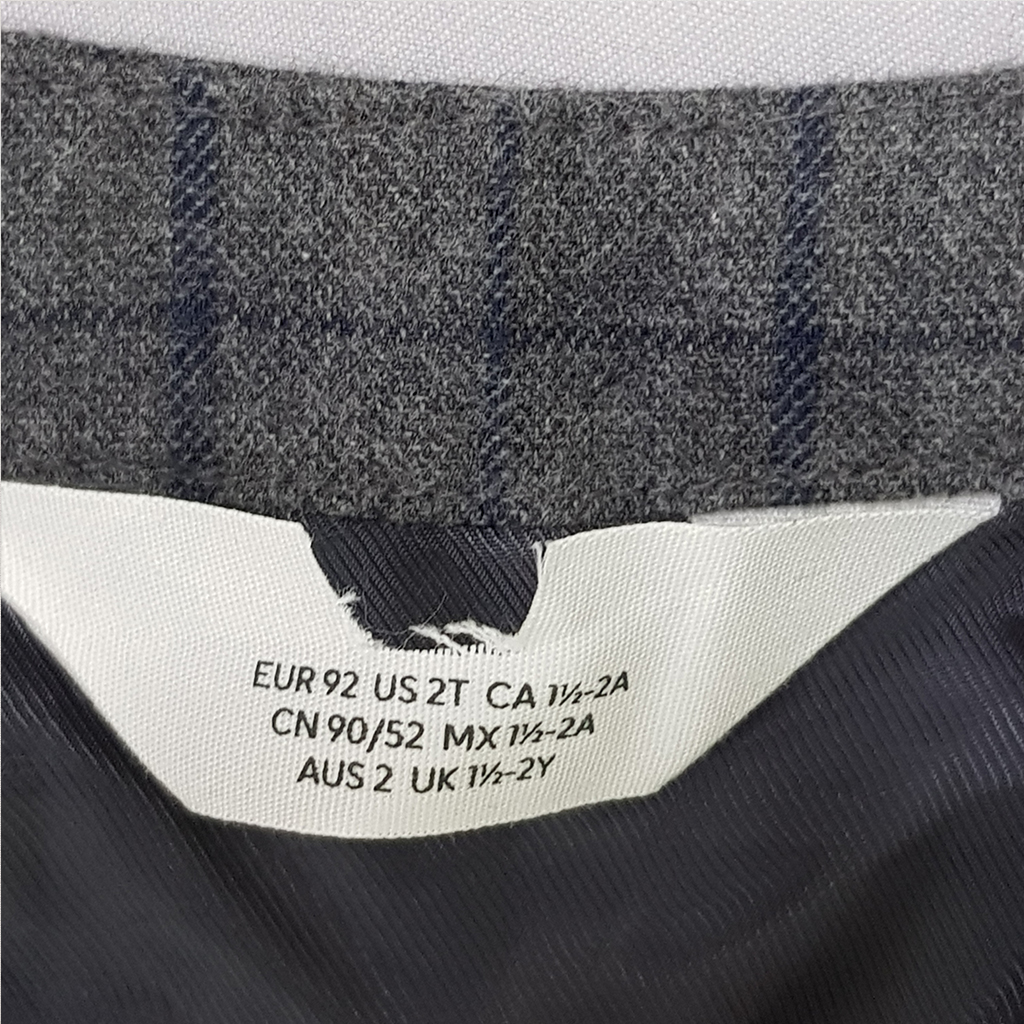 EUR 92 US 2T CA 1½-2A
CN 90/52 MX 1½-2A
AUS 2 UK 1½-2Y